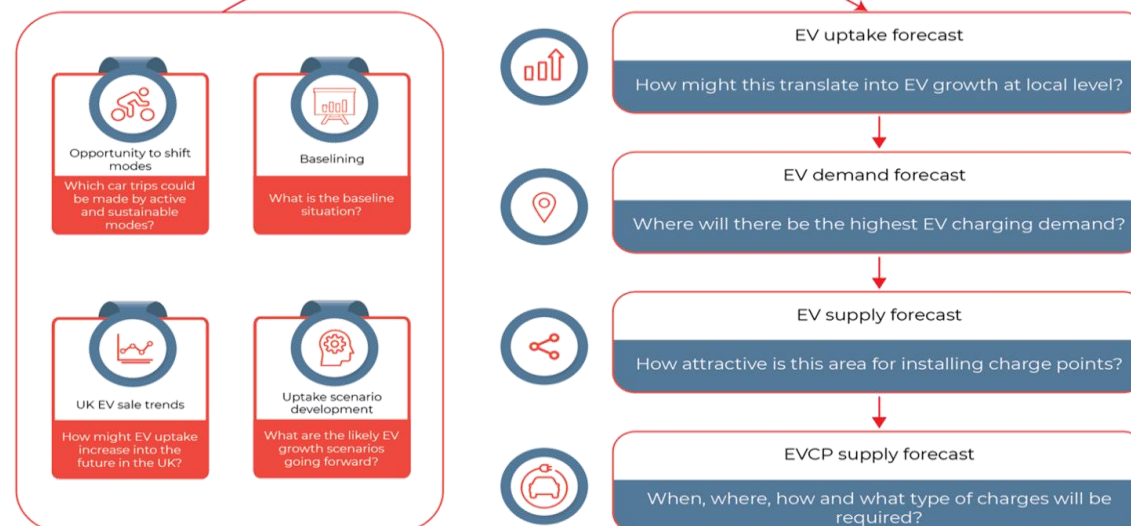 Opportunity to shift
modes
Which car trips could
be made by active
and sustainable
modes?
Baselining
What is the baseline
situation?
UK EV sale trends
How might EV uptake
increase into the
future in the UK?
Uptake scenario
development
What are the likely EV
growth scenarios
going forward?
EV uptake forecast
How might this translate into EV growth at local level?
EV demand forecast
Where will there be the highest EV charging demand?
EV supply forecast
How attractive is this area for installing charge points?
EVCP supply forecast
When, where, how and what type of charges will be
required?